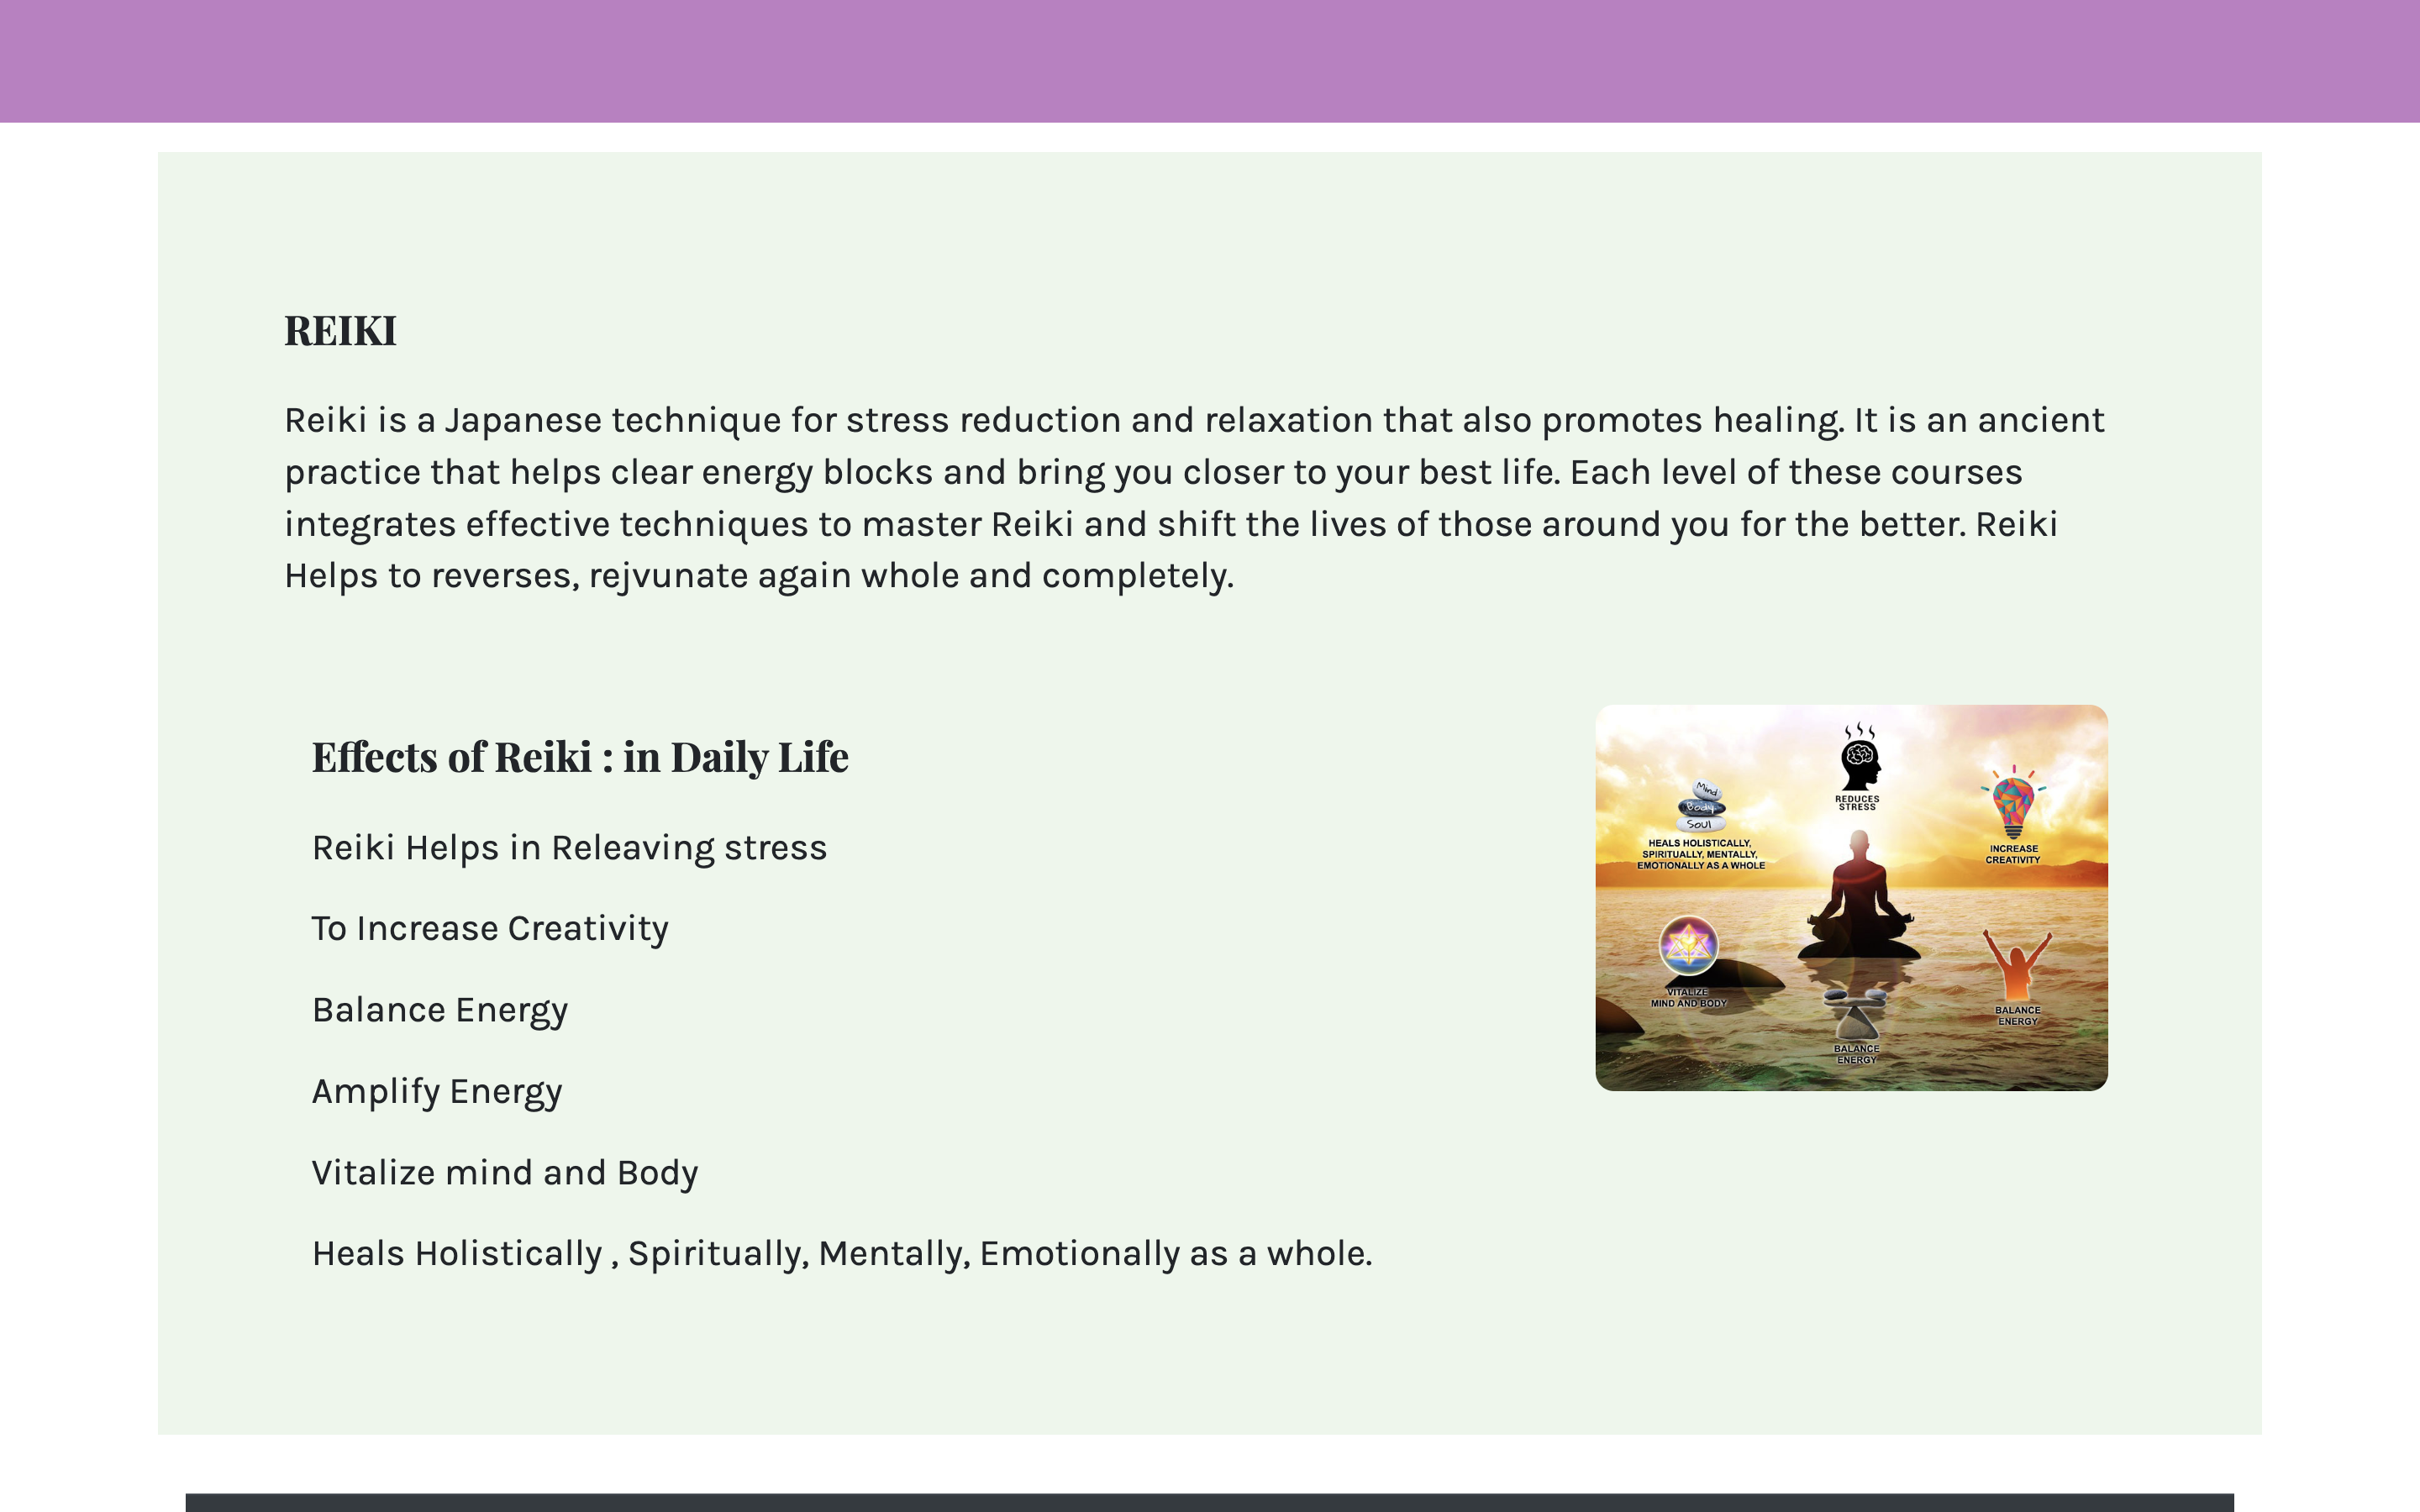 REIKI
Reiki is a Japanese technique for stress reduction and relaxation that also promotes healing. It is an ancient
practice that helps clear energy blocks and bring you closer to your best life. Each level of these courses
integrates effective techniques to master Reiki and shift the lives of those around you for the better. Reiki
Helps to reverses, rejvunate again whole and completely.
Effects of Reiki : in Daily Life
Reiki Helps in Releaving stress
To Increase Creativity
Balance Energy
Amplify Energy
Vitalize mind and Body
Heals Holistically , Spiritually, Mentally, Emotionally as a whole.
REDUCES
STRESS
Mind
Body
Soul
HEALS HOLISTICALLY,
SPIRITUALLY, MENTALLY,
EMOTIONALLY AS A WHOLE
INCREASE
CREATIVITY
VITALIZE
MIND AND BODY
BALANCE
ENERGY
BALANCE
ENERGY